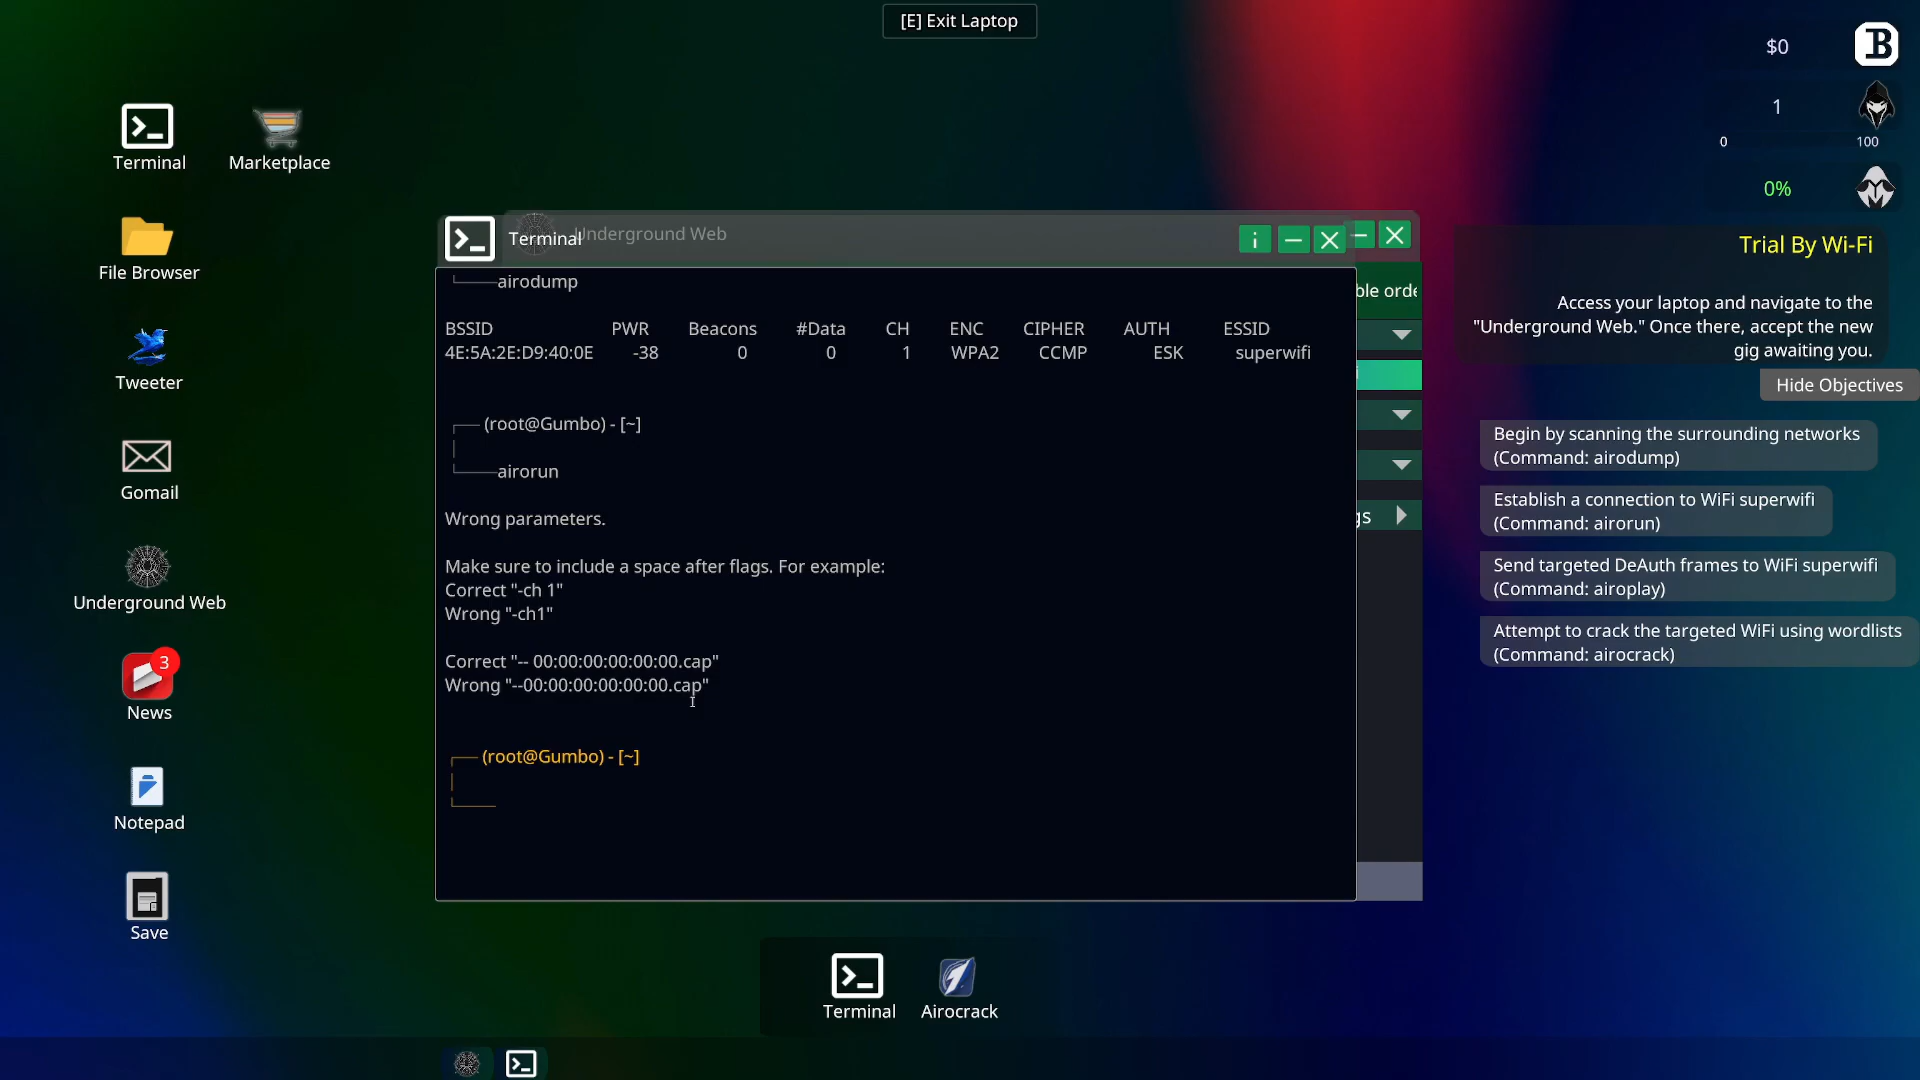 [E] Exit Laptop
$0
1
0 100
0%
Terminal
Marketplace
File Browser
Tweeter
Gomail
Underground Web
News
3
Notepad
Save
Underground Web
Terminal
airodump
BSSID PWR Beacons #Data CH ENC CIPHER AUTH ESSID
4E:5A:2E:D9:40:0E -38 0 0 1 WPA2 CCMP ESK superwifi
(root@Gumbo) - [~]
airorun
Wrong parameters.
Make sure to include a space after flags. For example:
Correct "-ch 1"
Wrong "-ch1"
Correct "-- 00:00:00:00:00:00.cap"
Wrong "--00:00:00:00:00:00.cap"
(root@Gumbo) - [~]
Trial By Wi-Fi
Access your laptop and navigate to the
"Underground Web." Once there, accept the new
gig awaiting you.
Hide Objectives
Begin by scanning the surrounding networks
(Command: airodump)
Establish a connection to WiFi superwifi
(Command: airorun)
Send targeted DeAuth frames to WiFi superwifi
(Command: airoplay)
Attempt to crack the targeted WiFi using wordlists
(Command: airocrack)
Terminal
Airocrack